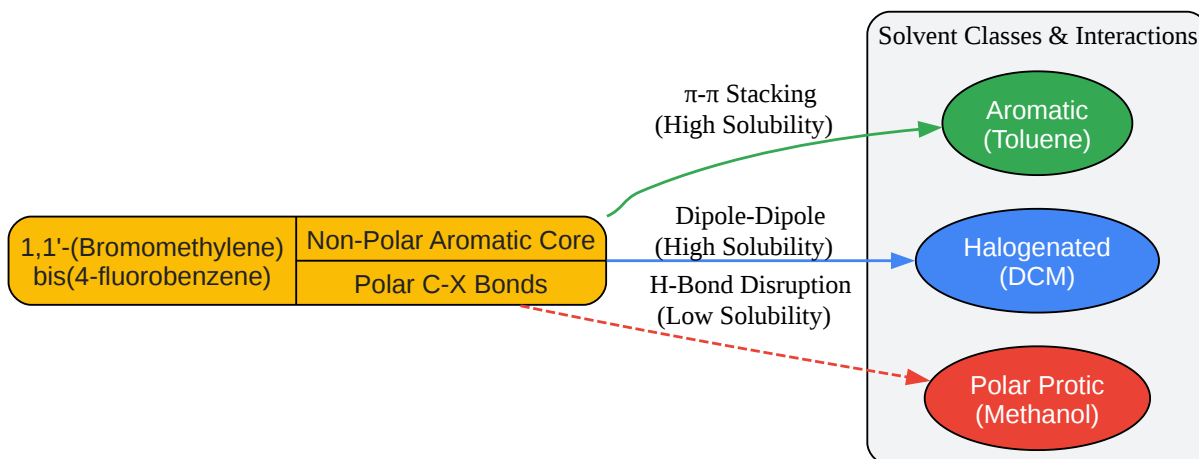 Solvent Classes & Interactions
π-π Stacking
(High Solubility)
Aromatic
(Toluene)
1,1'-(Bromomethylene)
bis(4-fluorobenzene)
Non-Polar Aromatic Core
Polar C-X Bonds
Dipole-Dipole
(High Solubility)
Halogenated
(DCM)
H-Bond Disruption
(Low Solubility)
Polar Protic
(Methanol)